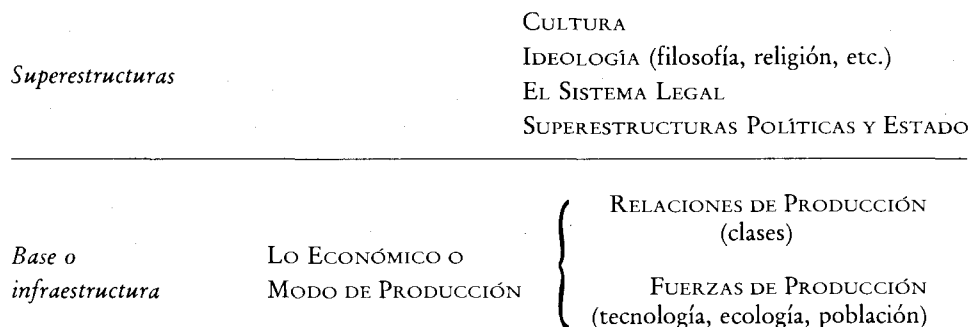 CULTURA
IDEOLOGÍA (filosofía, religión, etc.)
Superestructuras
EL SISTEMA LEGAL
SUPERESTRUCTURAS POLÍTICAS Y ESTADO
RELACIONES DE PRODUCCIÓN
(clases)
Base o LO ECONÓMICO O
infraestructura MODO DE PRODUCCIÓN
FUERZAS DE PRODUCCIÓN
(tecnología, ecología, población)